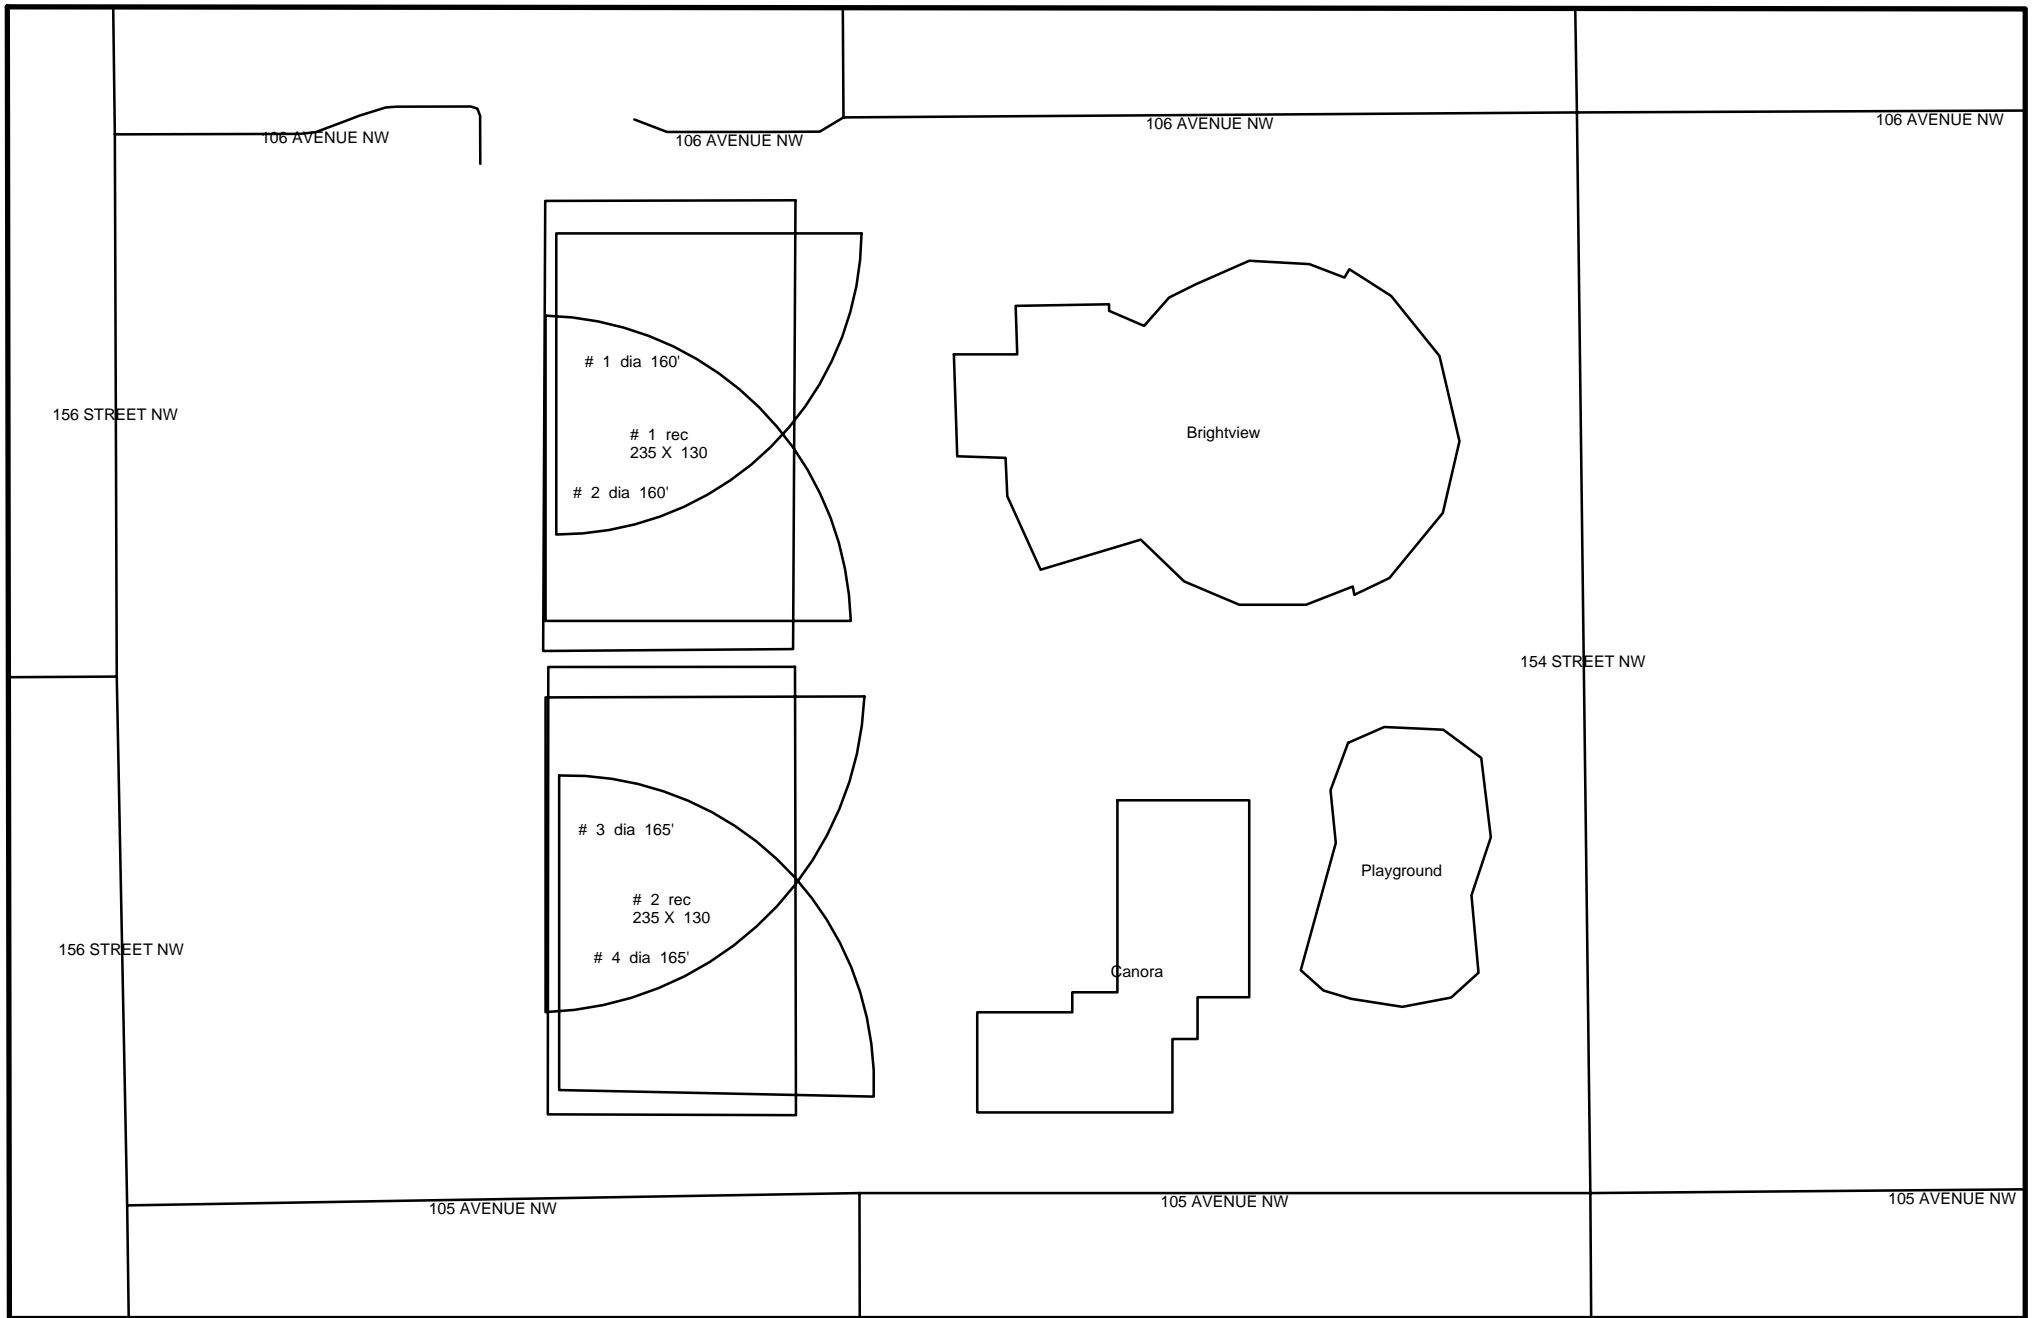 106 AVENUE NW
106 AVENUE NW
106 AVENUE NW
106 AVENUE NW
# 1 dia 160'
156 STREET NW
# 1 rec
235 X 130
Brightview
# 2 dia 160'
154 STREET NW
# 3 dia 165'
Playground
# 2 rec
235 X 130
156 STREET NW
# 4 dia 165'
Canora
105 AVENUE NW
105 AVENUE NW
105 AVENUE NW